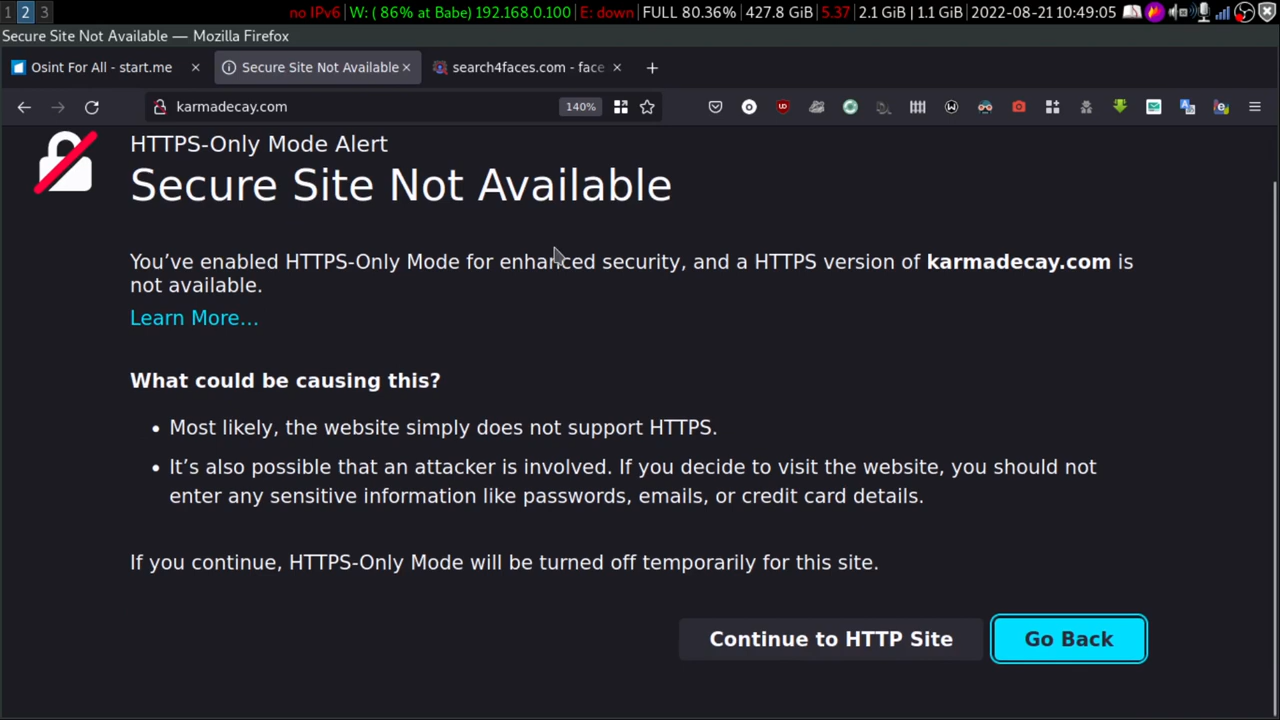 1 2 3 no IPv6 | W: ( 86% at Babe) 192.168.0.100 | E: down | FULL 80.36% | 427.8 GiB | 5.37 | 2.1 GiB | 1.1 GiB | 2022-08-21 10:49:05
Secure Site Not Available — Mozilla Firefox
Osint For All - start.me × Secure Site Not Available × search4faces.com - face × +
karmadecay.com 140%
HTTPS-Only Mode Alert
Secure Site Not Available
You’ve enabled HTTPS-Only Mode for enhanced security, and a HTTPS version of karmadecay.com is
not available.
Learn More…
What could be causing this?
• Most likely, the website simply does not support HTTPS.
• It’s also possible that an attacker is involved. If you decide to visit the website, you should not
enter any sensitive information like passwords, emails, or credit card details.
If you continue, HTTPS-Only Mode will be turned off temporarily for this site.
Continue to HTTP Site Go Back